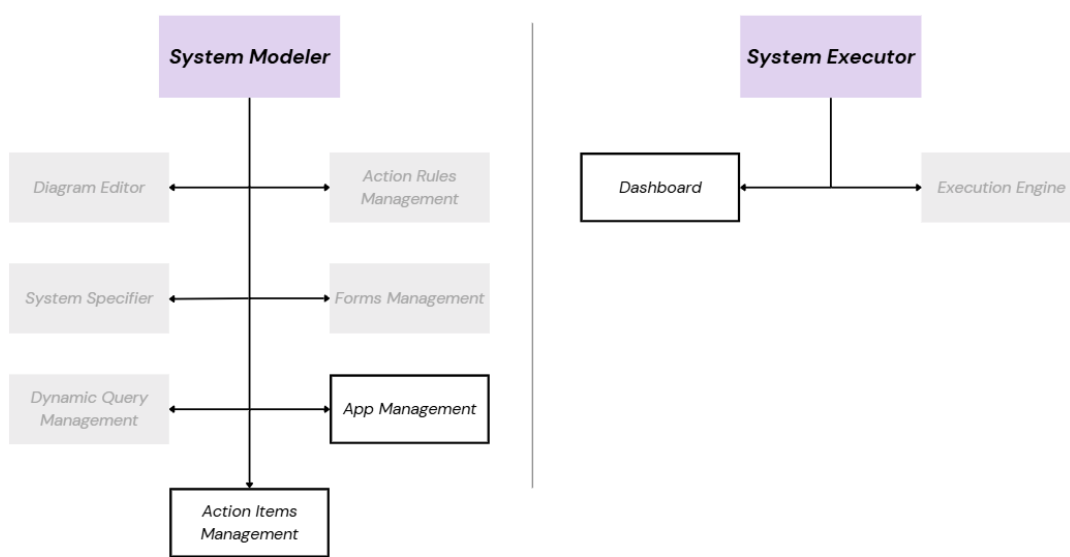 System Modeler
System Executor
Diagram Editor
Action Rules
Management
Dashboard
Execution Engine
System Specifier
Forms Management
Dynamic Query
Management
App Management
Action Items
Management